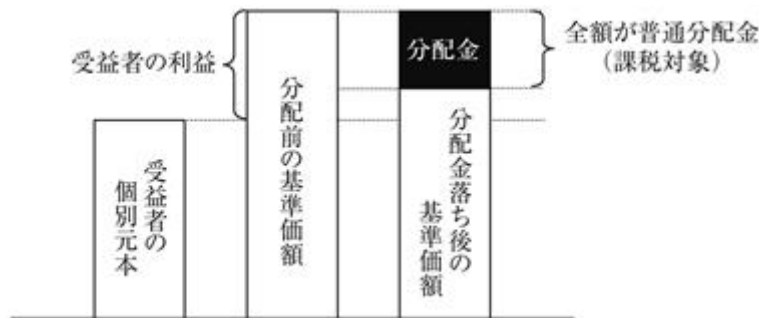 受益者の利益
受益者の
個別元本
分配前の基準価額
分配金
分配金落ち後の
基準価額
全額が普通分配金
（課税対象）